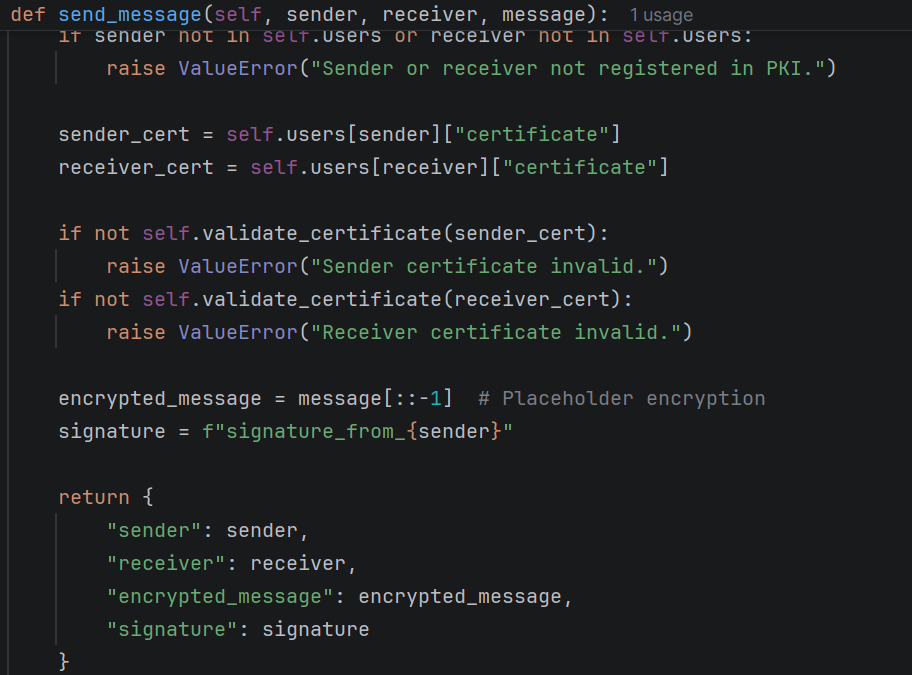 def send_message(self, sender, receiver, message): 1 usage
if sender not in self.users or receiver not in self.users:
raise ValueError("Sender or receiver not registered in PKI.")
sender_cert = self.users[sender]["certificate"]
receiver_cert = self.users[receiver]["certificate"]
if not self.validate_certificate(sender_cert):
raise ValueError("Sender certificate invalid.")
if not self.validate_certificate(receiver_cert):
raise ValueError("Receiver certificate invalid.")
encrypted_message = message[::-1]  # Placeholder encryption
signature = f"signature_from_{sender}"
return {
"sender": sender,
"receiver": receiver,
"encrypted_message": encrypted_message,
"signature": signature
}